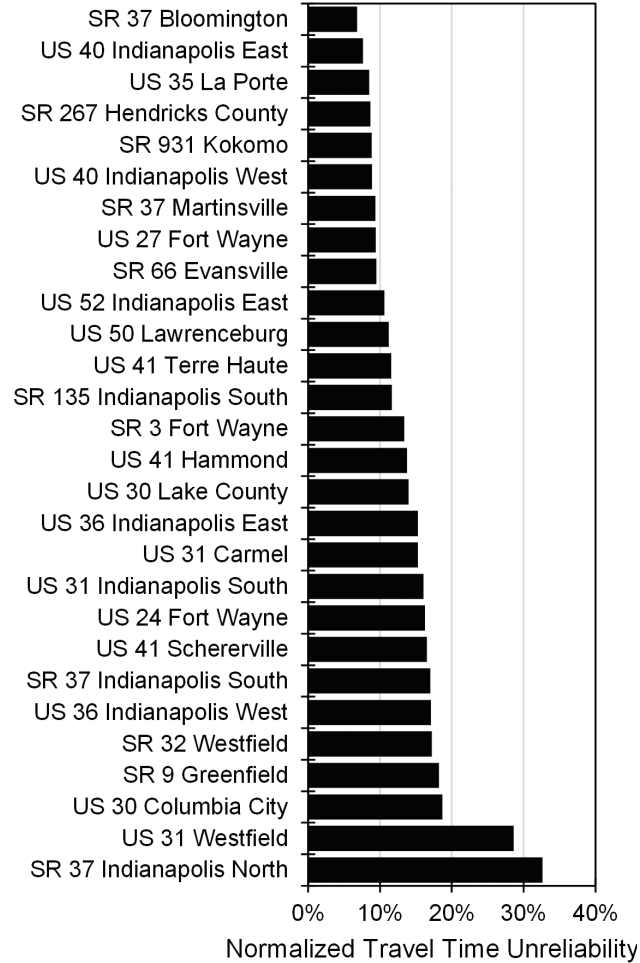 SR 37 Bloomington
US 40 Indianapolis East
US 35 La Porte
SR 267 Hendricks County
SR 931 Kokomo
US 40 Indianapolis West
SR 37 Martinsville
US 27 Fort Wayne
SR 66 Evansville
US 52 Indianapolis East
US 50 Lawrenceburg
US 41 Terre Haute
SR 135 Indianapolis South
SR 3 Fort Wayne
US 41 Hammond
US 30 Lake County
US 36 Indianapolis East
US 31 Carmel
US 31 Indianapolis South
US 24 Fort Wayne
US 41 Schererville
SR 37 Indianapolis South
US 36 Indianapolis West
SR 32 Westfield
SR 9 Greenfield
US 30 Columbia City
US 31 Westfield
SR 37 Indianapolis North
0% 10% 20% 30% 40%
Normalized Travel Time Unreliability